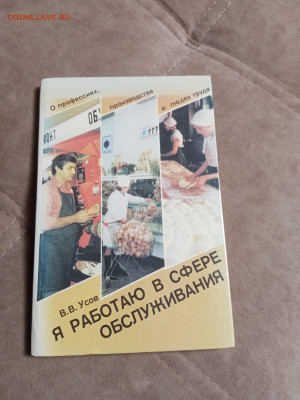 COINS.LAVE.RU
О профессиях, производстве и людях труда
В.В. Усов
Я РАБОТАЮ В СФЕРЕ
ОБСЛУЖИВАНИЯ